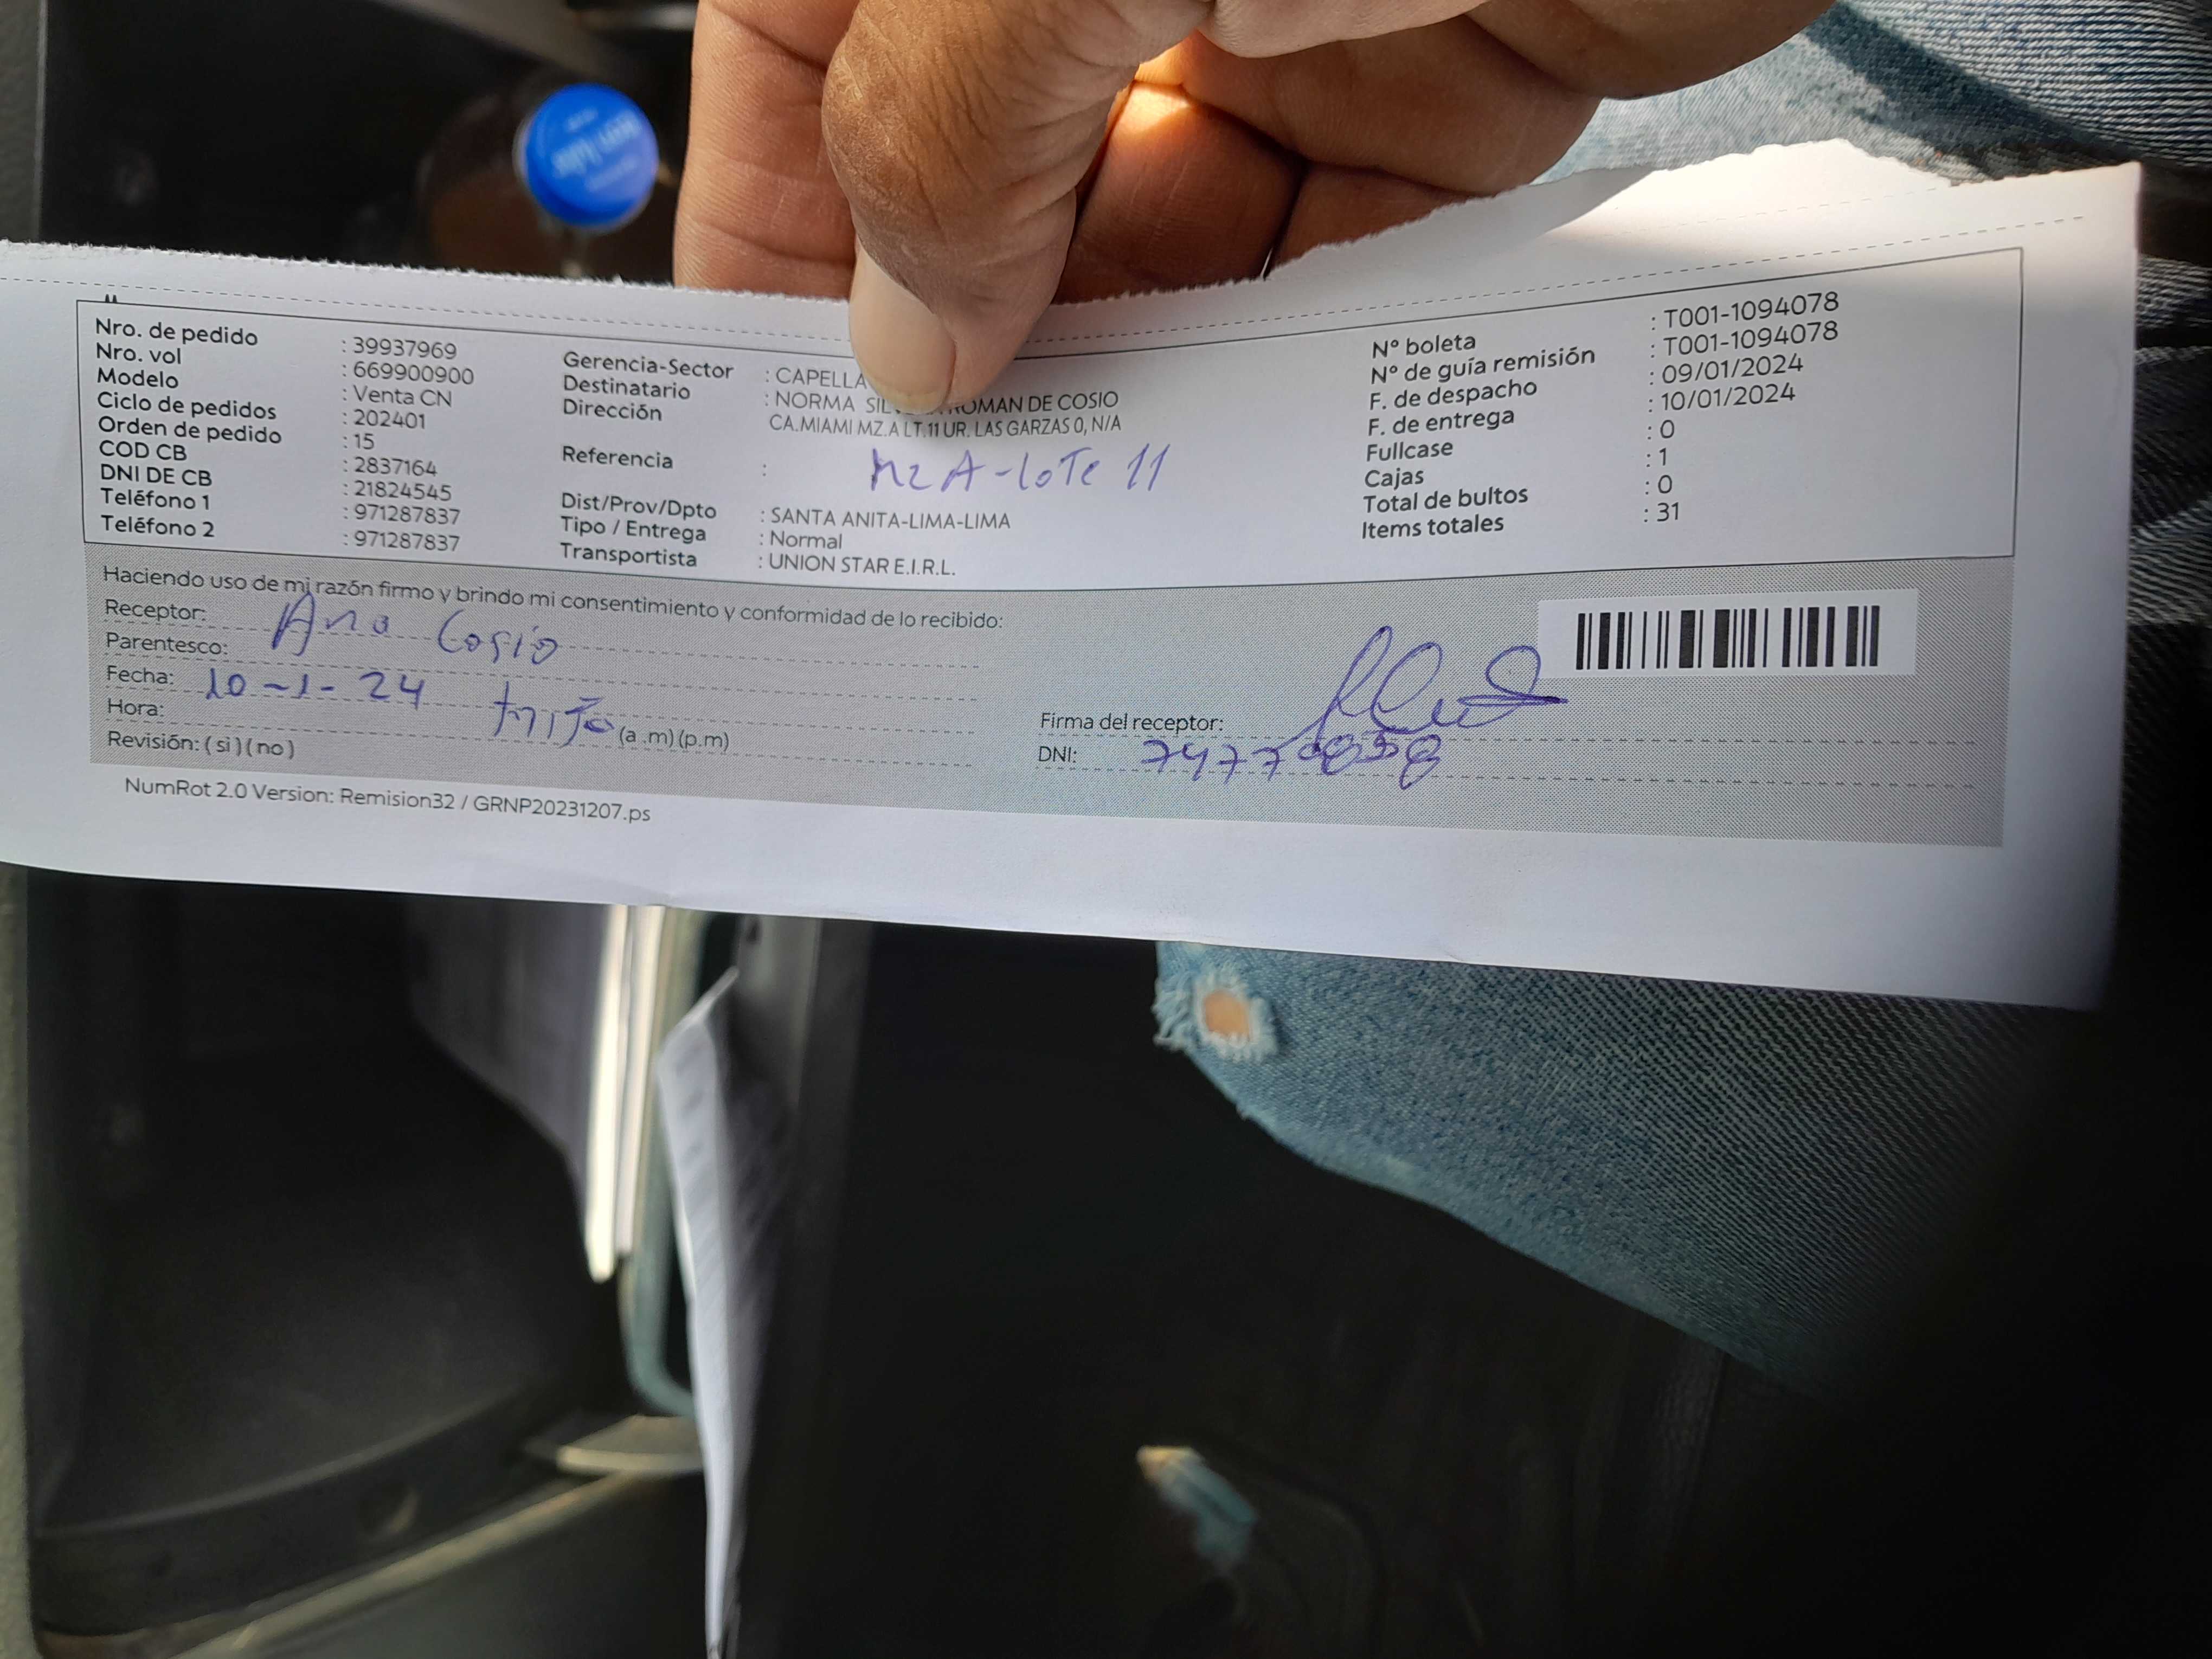 Nro. de pedido : 39937969
Nro. vol : 669900900
Modelo : Venta CN
Ciclo de pedidos : 202401
Orden de pedido : 15
COD CB : 2837164
DNI DE CB : 21824545
Teléfono 1 : 971287837
Teléfono 2 : 971287837
Gerencia-Sector : CAPELLA
Destinatario : NORMA ROMAN DE COSIO
Dirección CA.MIAMI MZ.A LT.11 UR. LAS GARZAS 0, N/A
Referencia : MZ A-LoTe 11
Dist/Prov/Dpto : SANTA ANITA-LIMA-LIMA
Tipo / Entrega : Normal
Transportista : UNION STAR E.I.R.L.
N° boleta : T001-1094078
N° de guía remisión : T001-1094078
F. de despacho : 09/01/2024
F. de entrega : 10/01/2024
Fullcase : 0
Cajas : 1
Total de bultos : 0
Items totales : 31
Haciendo uso de mi razón firmo y brindo mi consentimiento y conformidad de lo recibido:
Receptor: Ana Cosio
Parentesco:
Fecha: 10-1-24
Hora: (a.m)(p.m)
Revisión: (si)(no)
Firma del receptor:
DNI:
NumRot 2.0 Version: Remision32 / GRNP20231207.ps